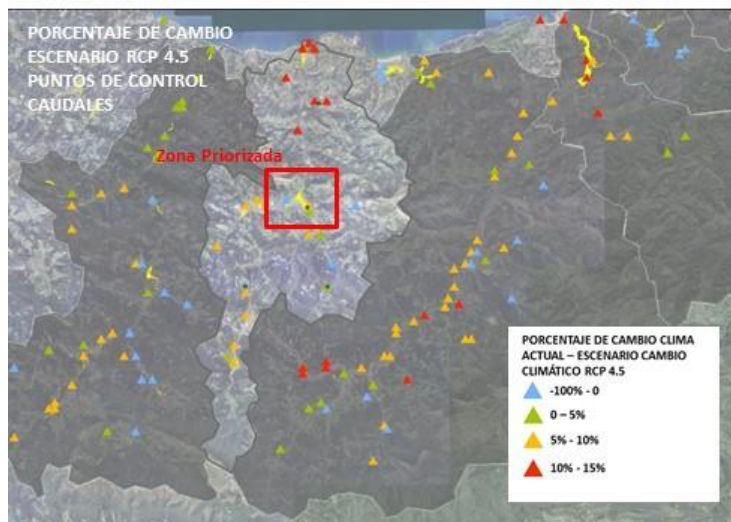 PORCENTAJE DE CAMBIO
ESCENARIO RCP 4.5
PUNTOS DE CONTROL
CAUDALES
Zona Priorizada
PORCENTAJE DE CAMBIO CLIMA
ACTUAL – ESCENARIO CAMBIO
CLIMÁTICO RCP 4.5
-100% - 0
0 – 5%
5% - 10%
10% - 15%